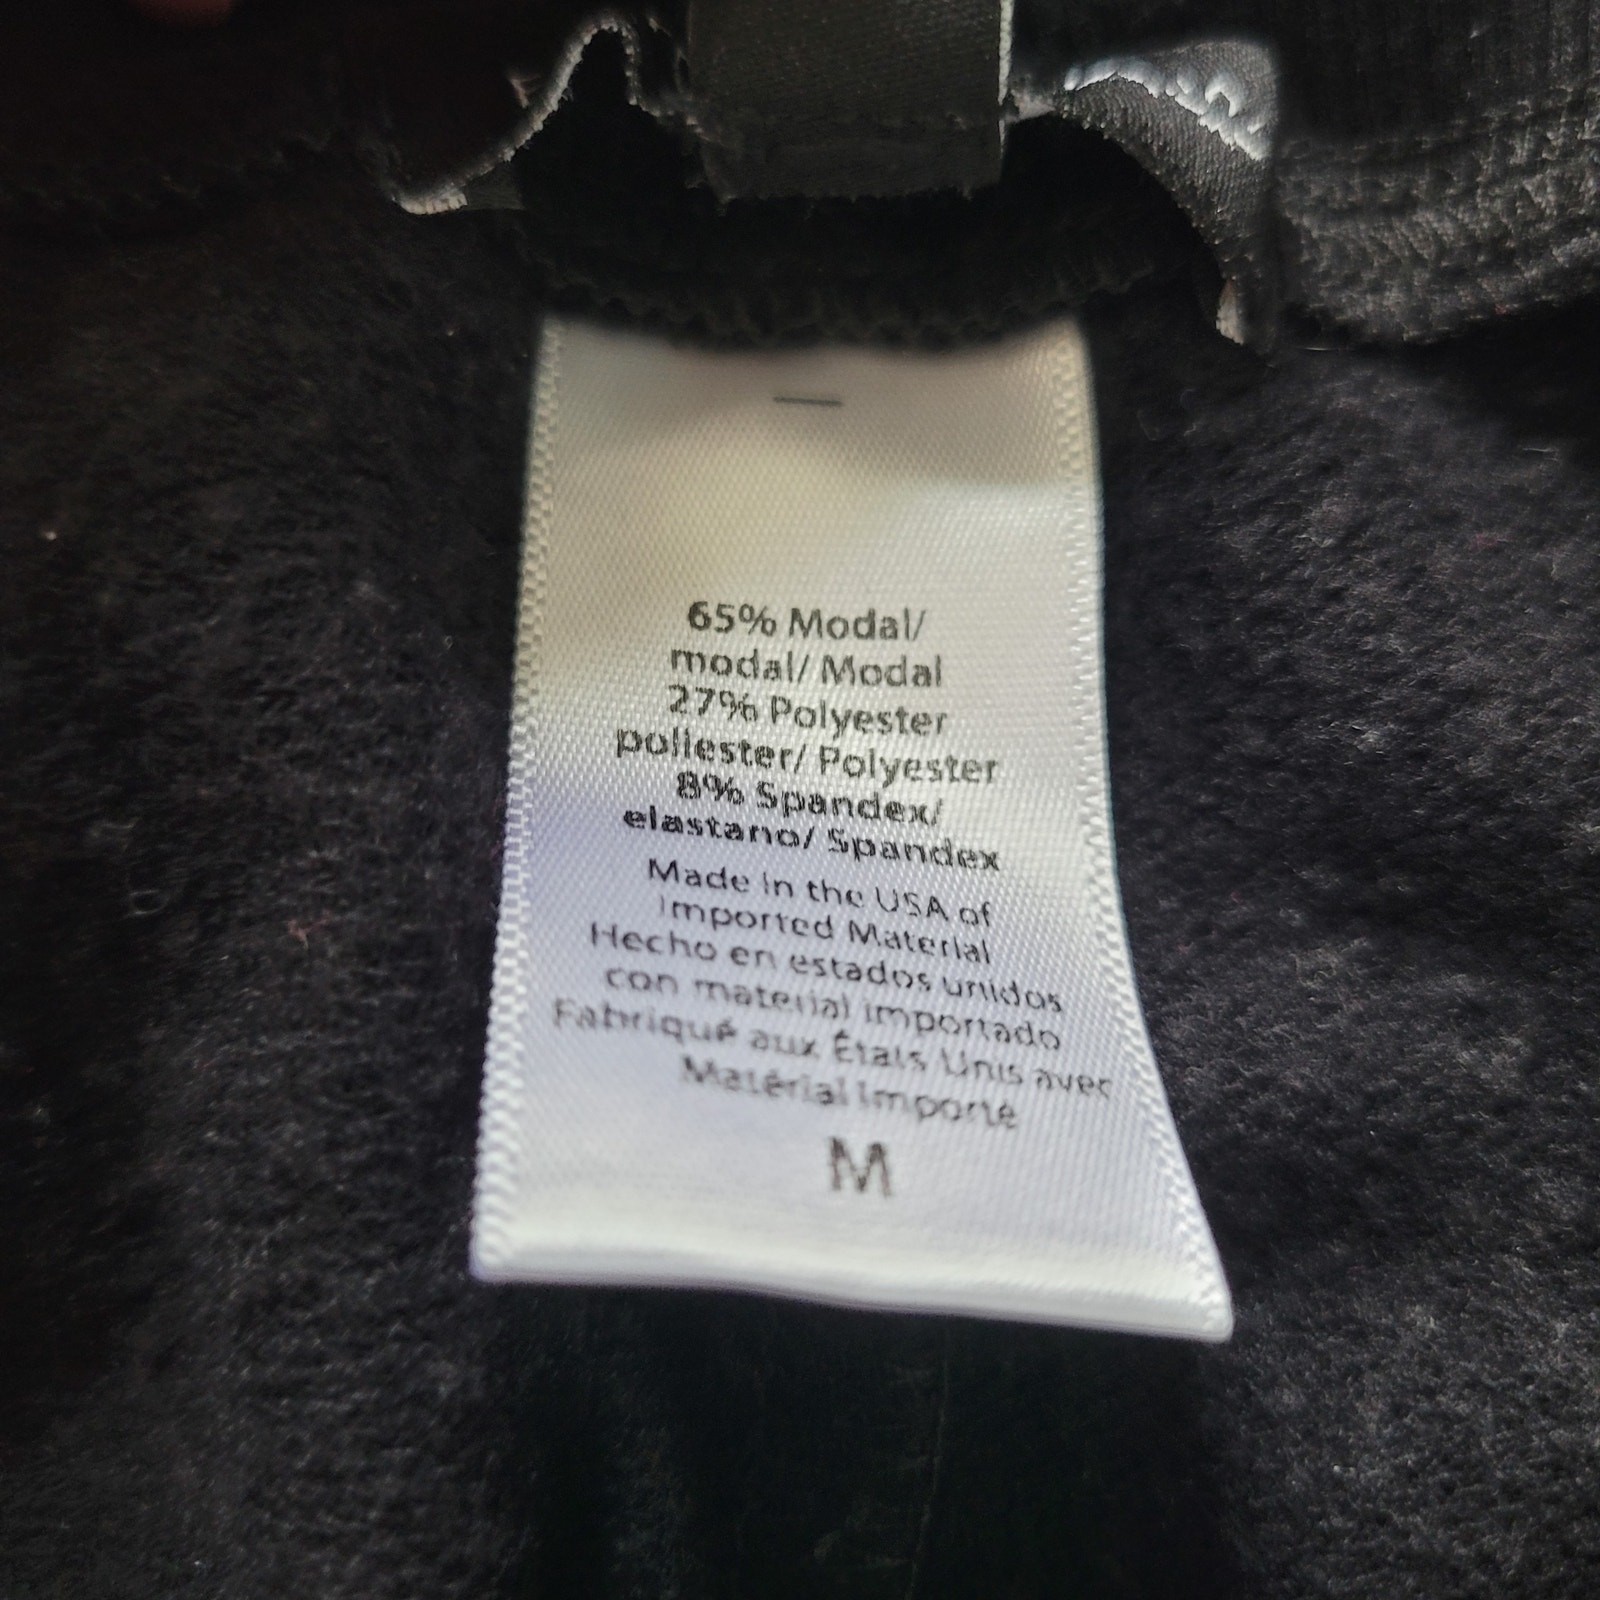 65% Modal/
modal/ Modal
27% Polyester
poliester/ Polyester
8% Spandex/
elastano/ Spandex
Made in the USA of
Imported Material
Hecho en estados unidos
con material importado
Fabriqué aux États Unis avec
Matérial Importé
M